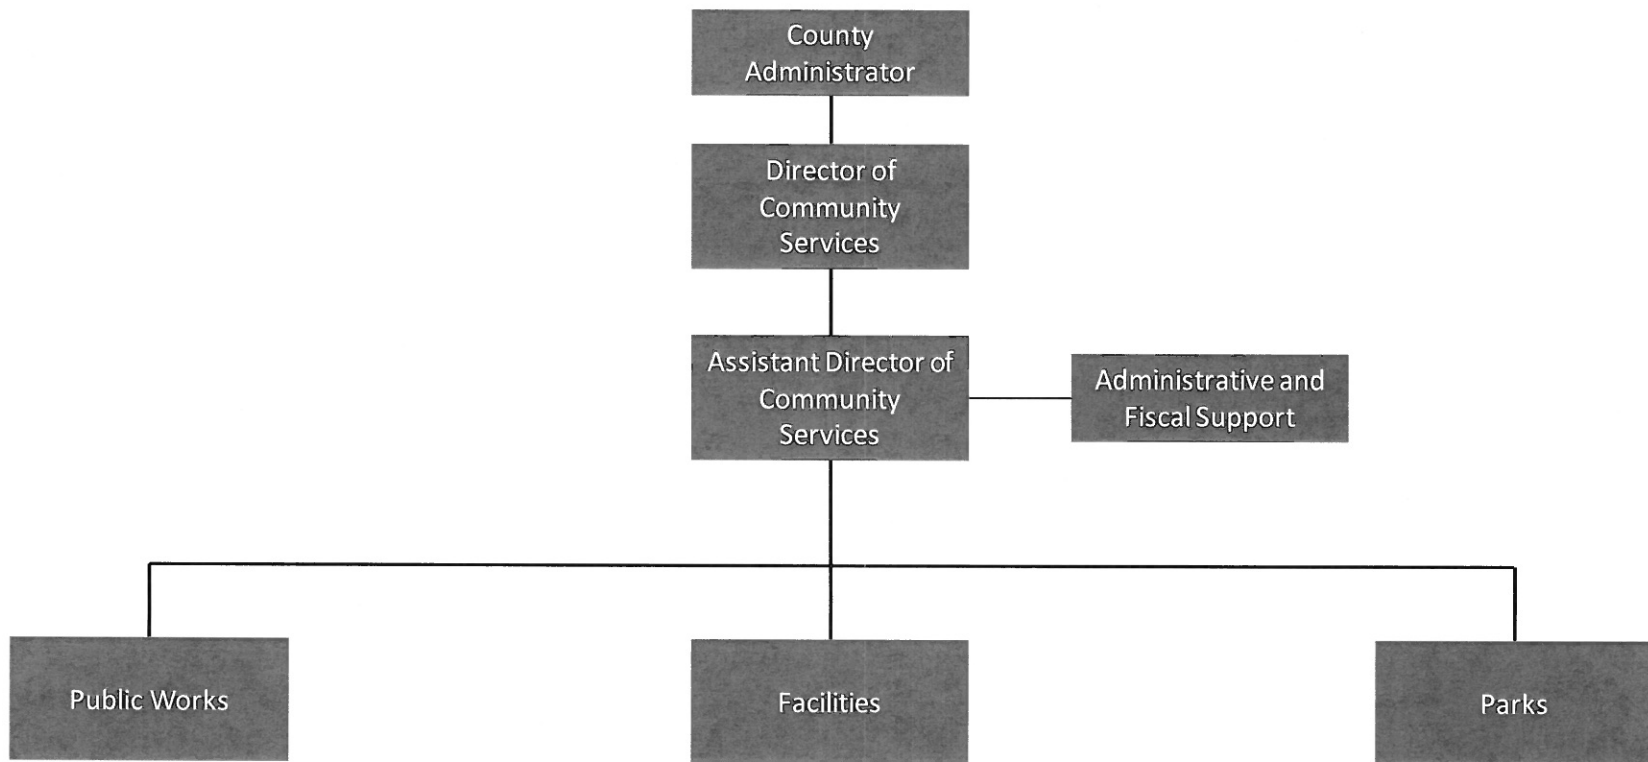 County
Administrator
Director of
Community
Services
Assistant Director of
Community
Services
Administrative and
Fiscal Support
Public Works
Facilities
Parks